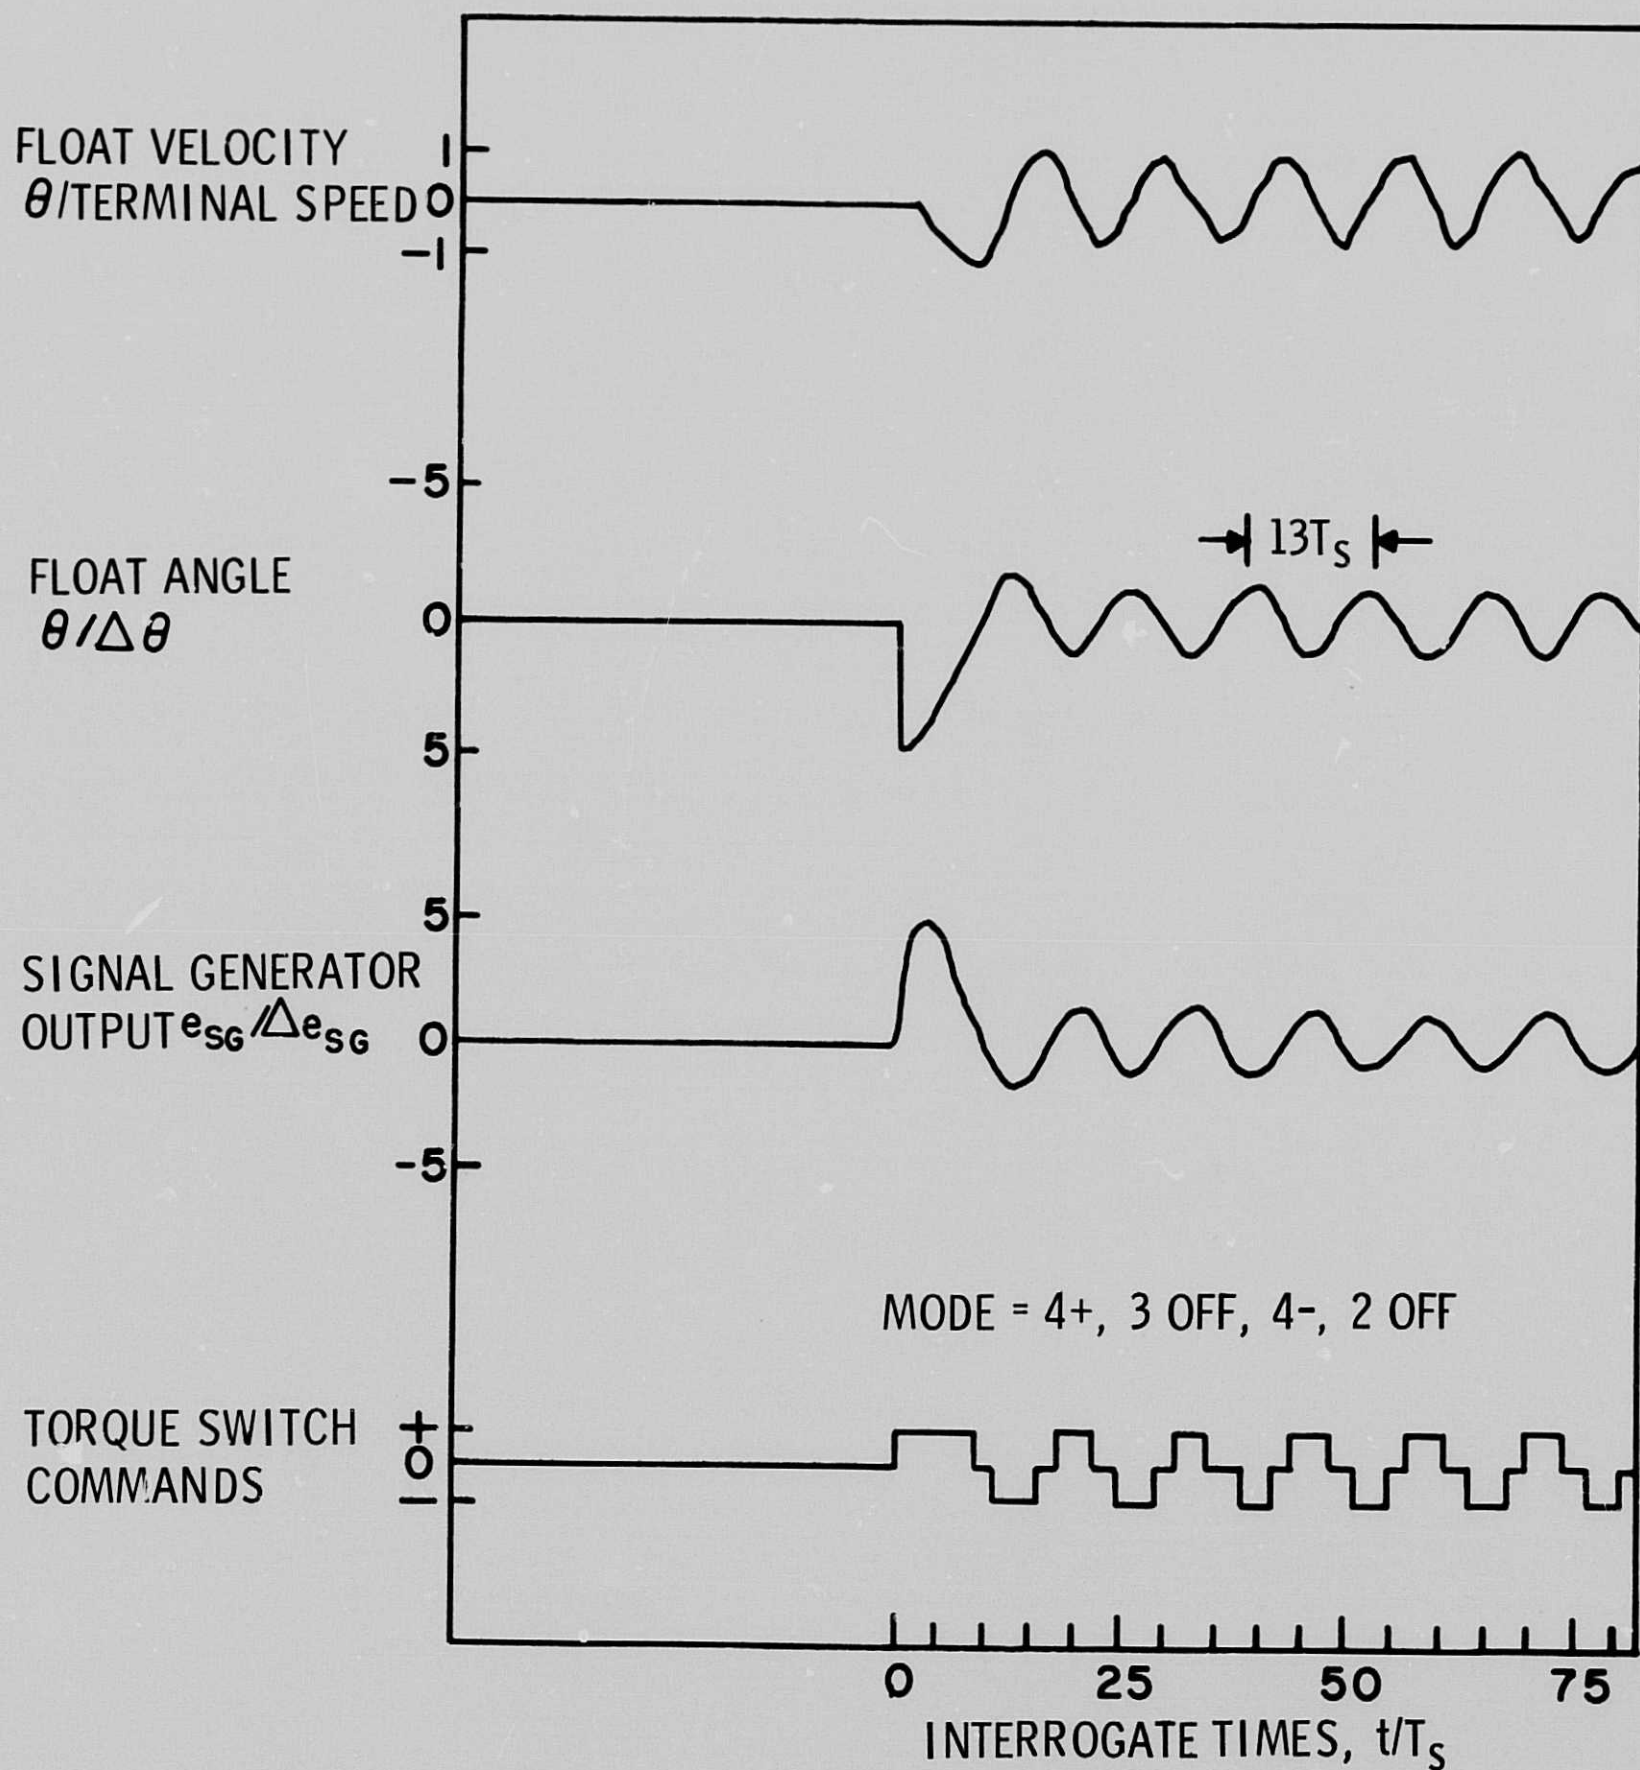 FLOAT VELOCITY
θ/TERMINAL SPEED
1
0
−1
−5
13T_S
FLOAT ANGLE
θ/Δθ
0
5
5
SIGNAL GENERATOR
OUTPUT e_SG/Δe_SG
0
−5
MODE = 4+, 3 OFF, 4−, 2 OFF
TORQUE SWITCH
COMMANDS
+
0
−
0 25 50 75
INTERROGATE TIMES, t/T_S